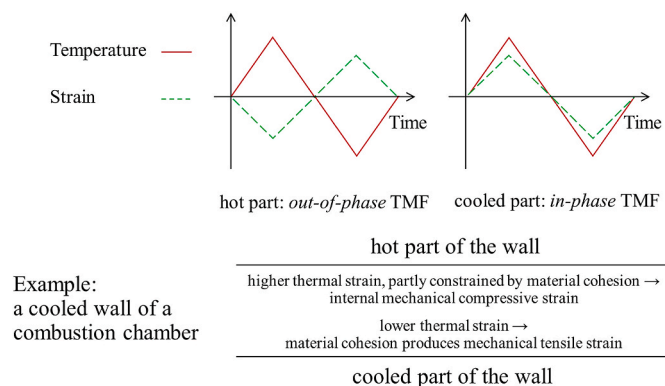 Temperature
Strain
Time
Time
hot part: out-of-phase TMF
cooled part: in-phase TMF
hot part of the wall
Example:
a cooled wall of a
combustion chamber
higher thermal strain, partly constrained by material cohesion →
internal mechanical compressive strain
lower thermal strain →
material cohesion produces mechanical tensile strain
cooled part of the wall